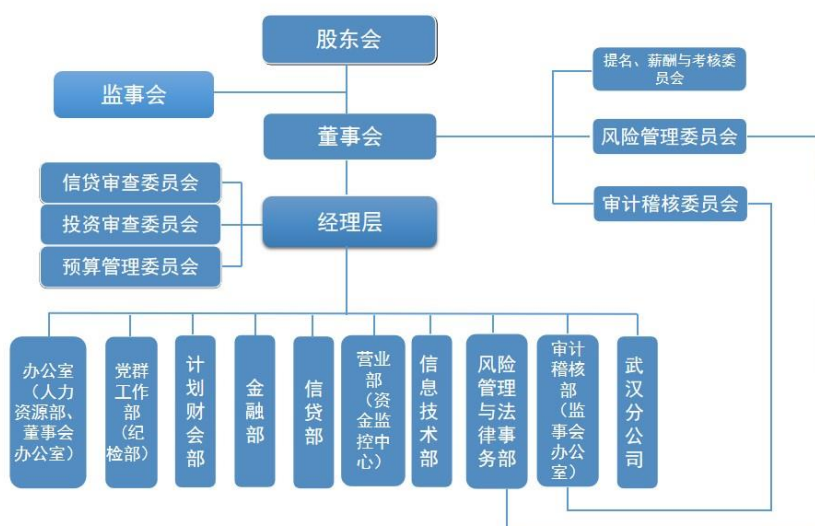 股东会
提名、薪酬与考核委
员会
监事会
董事会
风险管理委员会
信贷审查委员会
投资审查委员会
预算管理委员会
经理层
审计稽核委员会
办公室
（人力
资源部、
董事会
办公室）
党群
工作
部
（纪
检部）
计
划
财
会
部
金
融
部
信
贷
部
营业
部
（资
金监
控中
心）
信
息
技
术
部
风险
管理
与法
律事
务部
审计
稽核
部
（监
事会
办公
室）
武
汉
分
公
司